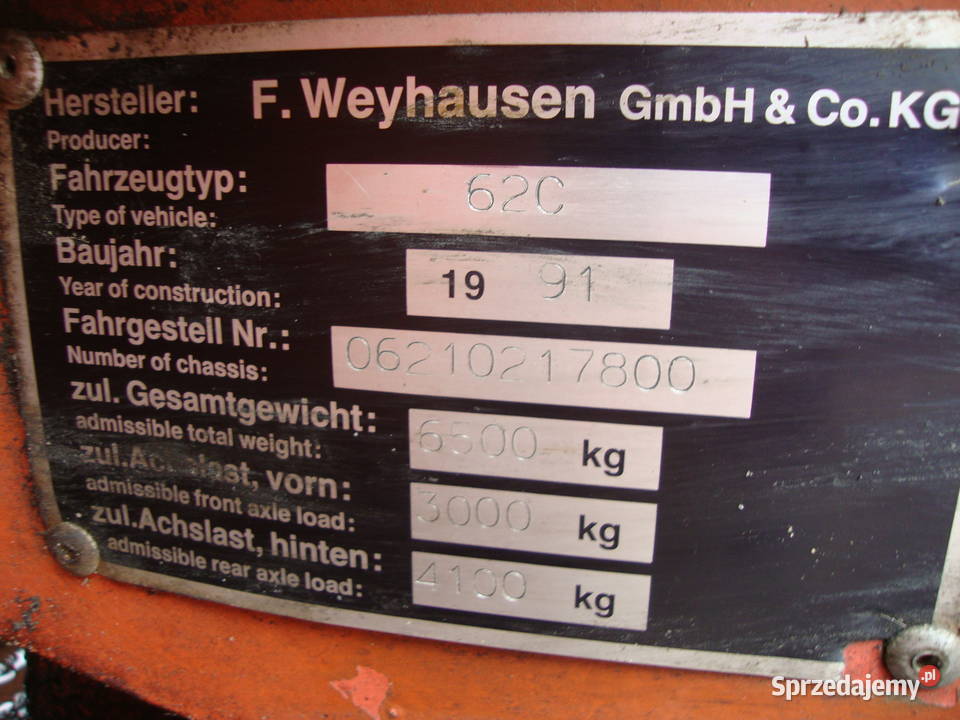 Hersteller: F. Weyhausen GmbH & Co. KG
Producer:
Fahrzeugtyp: 62C
Type of vehicle:
Baujahr: 19 91
Year of construction:
Fahrgestell Nr.: 06210217800
Number of chassis:
zul. Gesamtgewicht: 6500 kg
admissible total weight:
zul. Achslast, vorn: 3000 kg
admissible front axle load:
zul. Achslast, hinten: 4100 kg
admissible rear axle load:
Sprzedajemy.pl